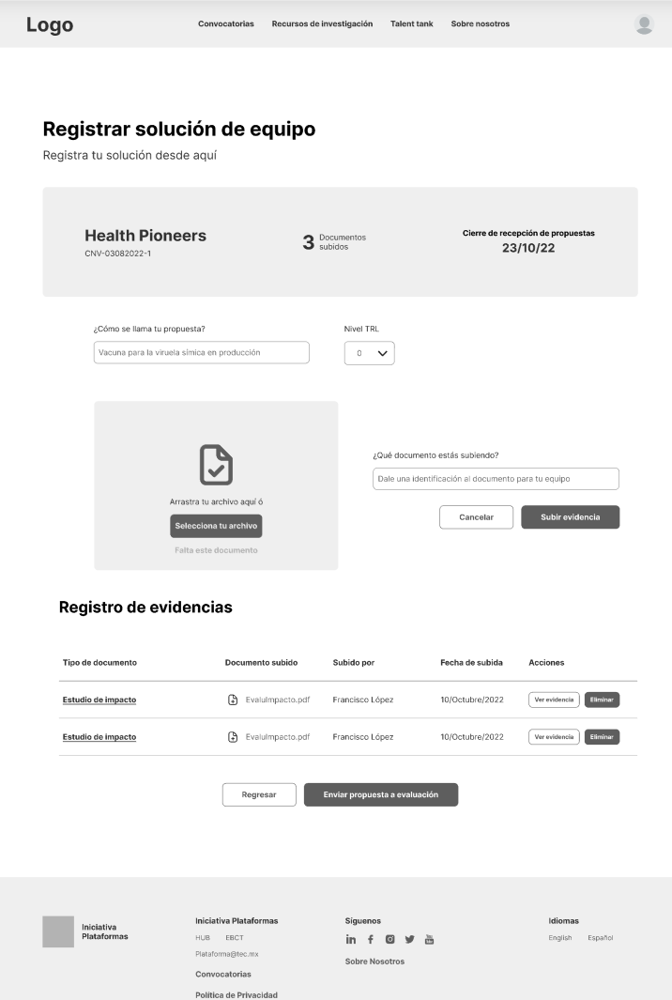 Logo
Convocatorias Recursos de investigación Talent tank Sobre nosotros
Registrar solución de equipo
Registra tu solución desde aquí
Health Pioneers
CNV-03082022-1
3 Documentos
subidos
Cierre de recepción de propuestas
23/10/22
¿Cómo se llama tu propuesta?
Vacuna para la viruela símica en producción
Nivel TRL
0
Arrastra tu archivo aquí ó
Selecciona tu archivo
Falta este documento
¿Qué documento estás subiendo?
Dale una identificación al documento para tu equipo
Cancelar Subir evidencia
Registro de evidencias
Tipo de documento Documento subido Subido por Fecha de subida Acciones
Estudio de impacto EvaluImpacto.pdf Francisco López 10/Octubre/2022 Ver evidencia Eliminar
Estudio de impacto EvaluImpacto.pdf Francisco López 10/Octubre/2022 Ver evidencia Eliminar
Regresar Enviar propuesta a evaluación
Iniciativa
Plataformas
Iniciativa Plataformas
HUB EBCT
Plataforma@tec.mx
Convocatorias
Política de Privacidad
Síguenos
Sobre Nosotros
Idiomas
English Español